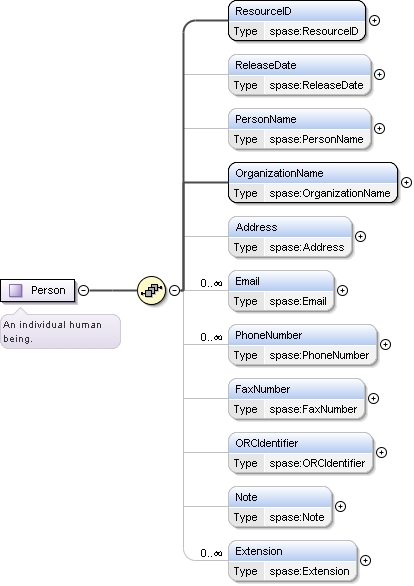 ResourceID
Type spase:ResourceID
ReleaseDate
Type spase:ReleaseDate
PersonName
Type spase:PersonName
OrganizationName
Type spase:OrganizationName
Address
Type spase:Address
Person
An individual human
being.
0..∞
Email
Type spase:Email
0..∞
PhoneNumber
Type spase:PhoneNumber
FaxNumber
Type spase:FaxNumber
ORCIdentifier
Type spase:ORCIdentifier
Note
Type spase:Note
0..∞
Extension
Type spase:Extension